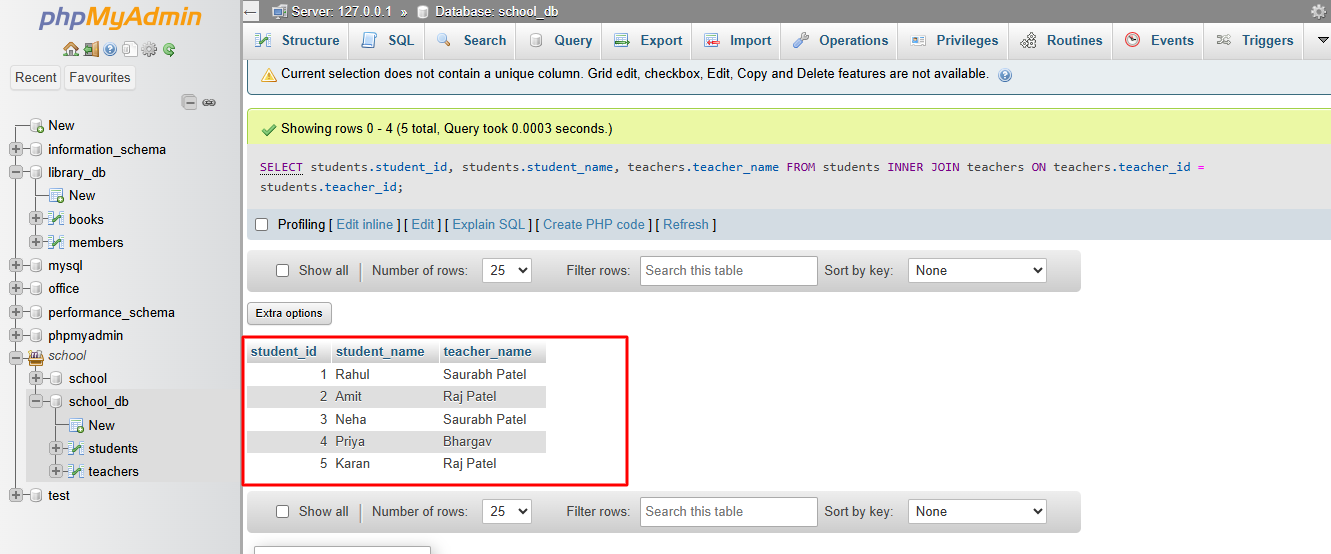 phpMyAdmin
Recent Favourites
New
information_schema
library_db
New
books
members
mysql
office
performance_schema
phpmyadmin
school
school
school_db
New
students
teachers
test
Server: 127.0.0.1 » Database: school_db
Structure SQL Search Query Export Import Operations Privileges Routines Events Triggers
Current selection does not contain a unique column. Grid edit, checkbox, Edit, Copy and Delete features are not available.
Showing rows 0 - 4 (5 total, Query took 0.0003 seconds.)
SELECT students.student_id, students.student_name, teachers.teacher_name FROM students INNER JOIN teachers ON teachers.teacher_id =
students.teacher_id;
Profiling [ Edit inline ] [ Edit ] [ Explain SQL ] [ Create PHP code ] [ Refresh ]
Show all Number of rows: 25 Filter rows: Search this table Sort by key: None
Extra options
student_id student_name teacher_name
1 Rahul Saurabh Patel
2 Amit Raj Patel
3 Neha Saurabh Patel
4 Priya Bhargav
5 Karan Raj Patel
Show all Number of rows: 25 Filter rows: Search this table Sort by key: None